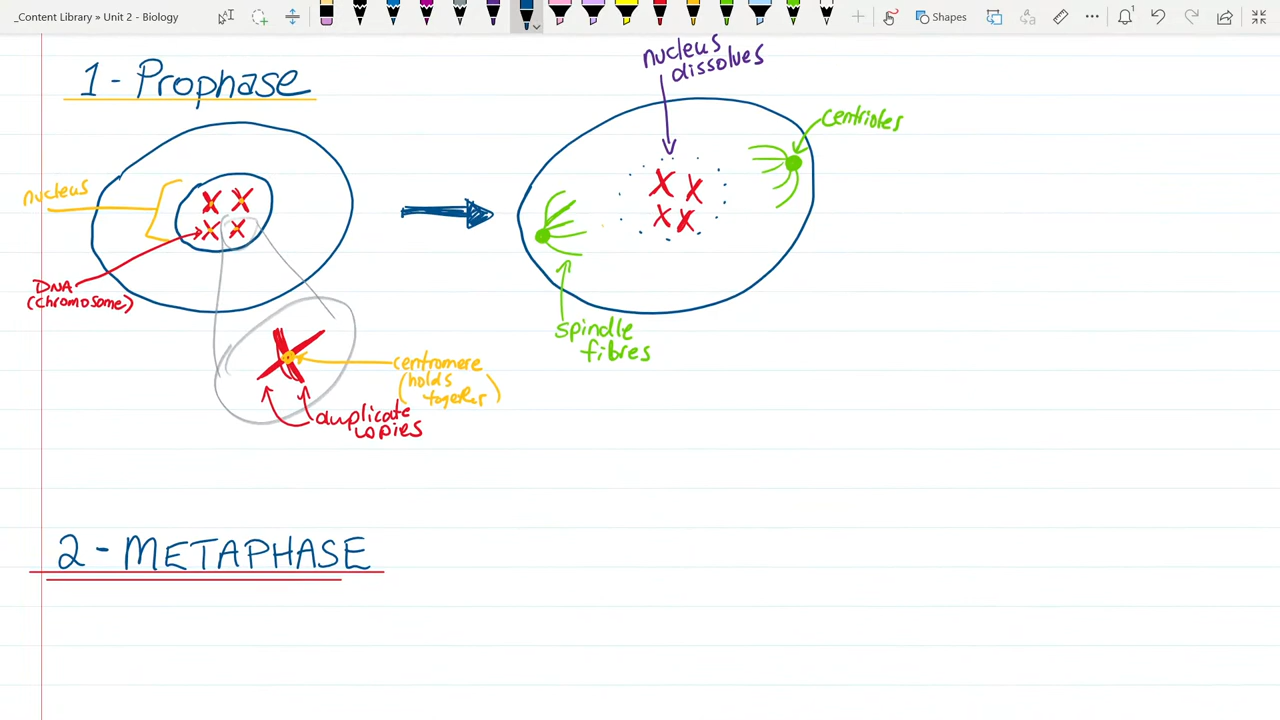 _Content Library » Unit 2 - Biology
Shapes
1 - Prophase
nucleus
dissolves
centrioles
nucleus
DNA
(chromosome)
spindle
fibres
centromere
(holds
together)
duplicate
copies
2 - METAPHASE